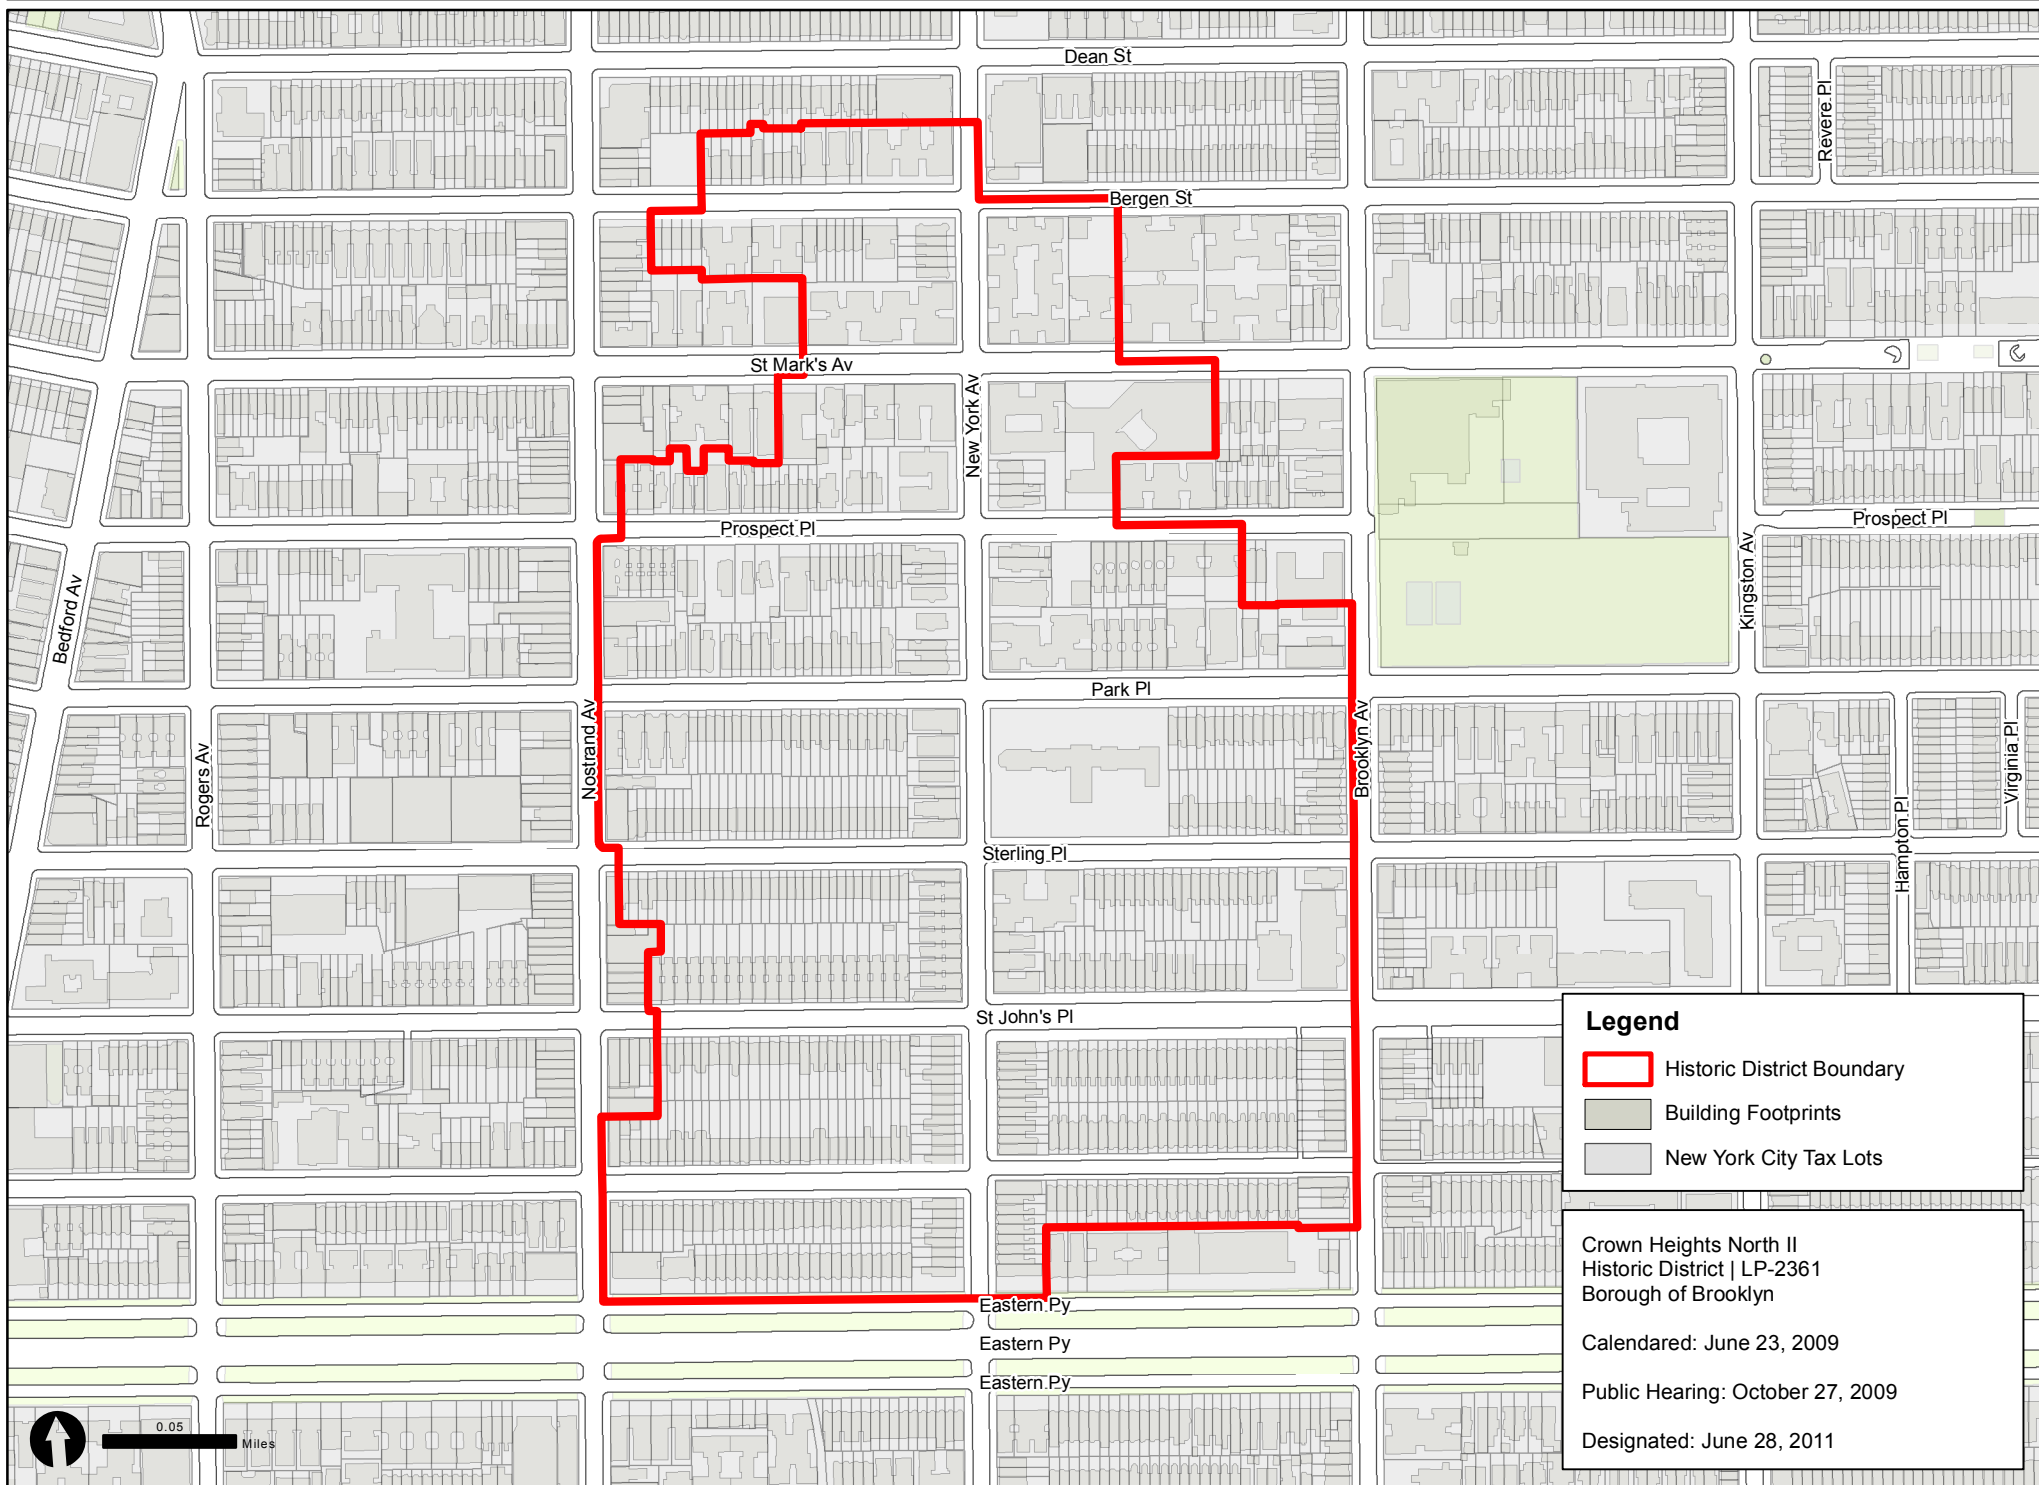 Dean St
Revere Pl
Bergen St
St Mark's Av
New York Av
Prospect Pl
Prospect Pl
Bedford Av
Kingston Av
Park Pl
Nostrand Av
Brooklyn Av
Rogers Av
Virginia Pl
Hampton Pl
Sterling Pl
St John's Pl
Legend
Historic District Boundary
Building Footprints
New York City Tax Lots
Crown Heights North II
Historic District | LP-2361
Borough of Brooklyn
Calendared: June 23, 2009
Public Hearing: October 27, 2009
Designated: June 28, 2011
Eastern Py
Eastern Py
Eastern Py
0.05
Miles